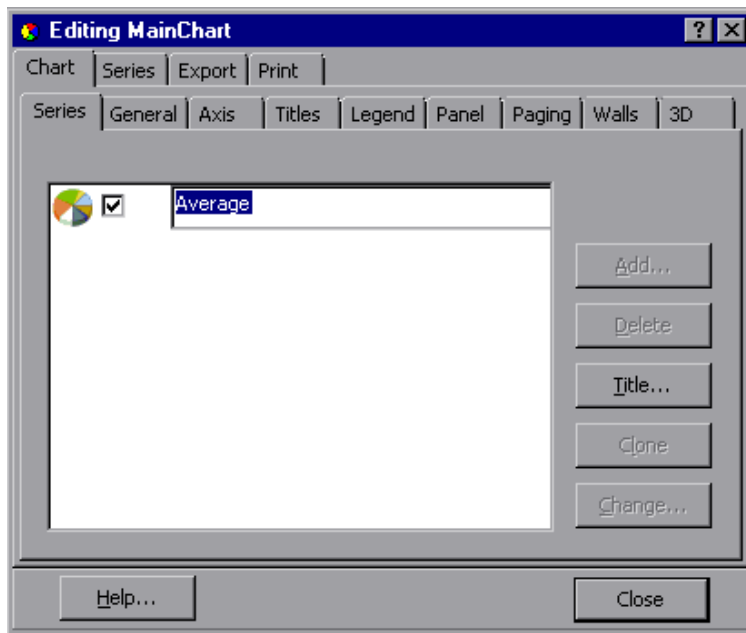 Editing MainChart
Chart Series Export Print
Series General Axis Titles Legend Panel Paging Walls 3D
Average
Add...
Delete
Title...
Clone
Change...
Help... Close